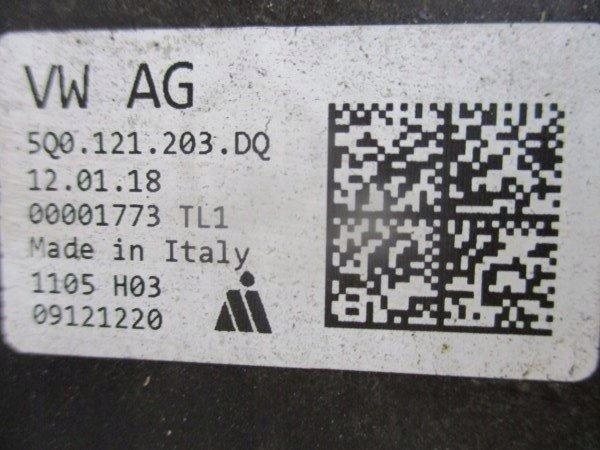 VW AG
5Q0.121.203.DQ
12.01.18
00001773 TL1
Made in Italy
1105 H03
09121220